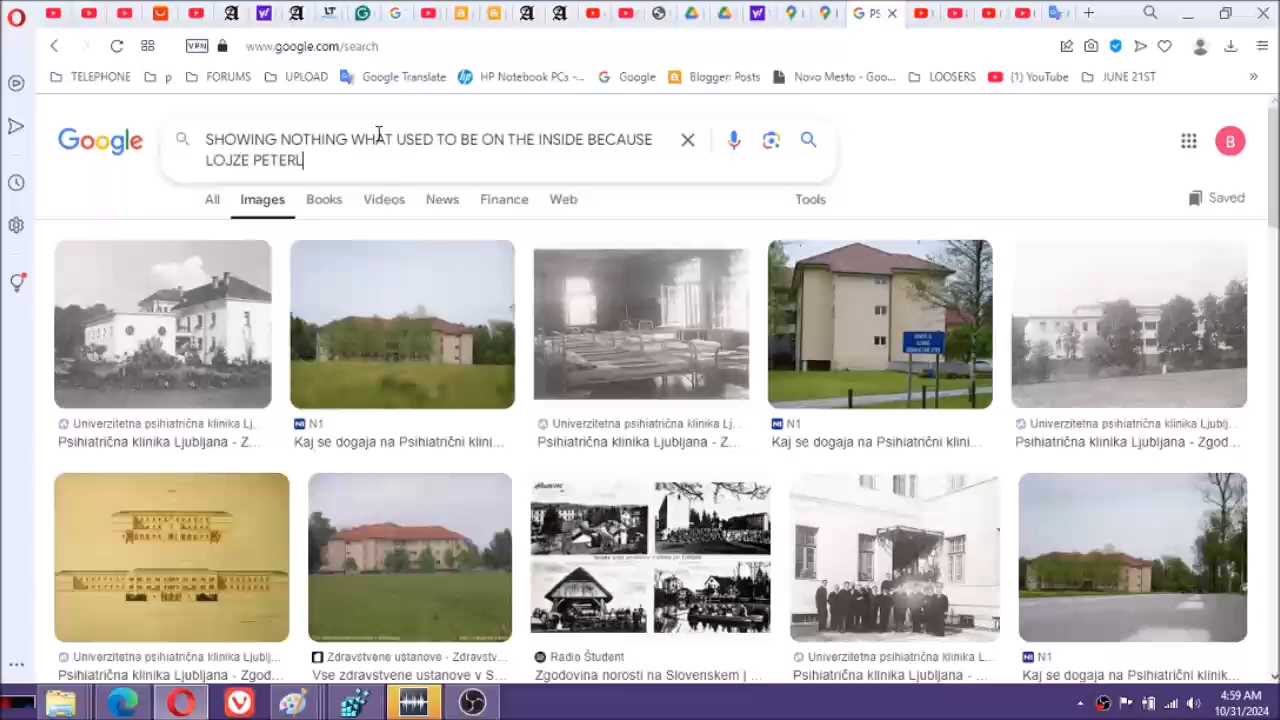 PS
www.google.com/search
VPN
TELEPHONE
p
FORUMS
UPLOAD
Google Translate
HP Notebook PCs -...
Google
Blogger: Posts
Novo Mesto - Goo...
LOOSERS
(1) YouTube
JUNE 21ST
Google
SHOWING NOTHING WHAT USED TO BE ON THE INSIDE BECAUSE
LOJZE PETERL
B
All
Images
Books
Videos
News
Finance
Web
Tools
Saved
Univerzitetna psihiatrična klinika Lj...
N1
Univerzitetna psihiatrična klinika Lj...
N1
Univerzitetna psihiatrična klinika Ljublj...
Psihiatrična klinika Ljubljana - Z...
Kaj se dogaja na Psihiatrični klini...
Psihiatrična klinika Ljubljana - Z...
Kaj se dogaja na Psihiatrični klini...
Psihiatrična klinika Ljubljana - Zgod...
Univerzitetna psihiatrična klinika Ljublj...
Zdravstvene ustanove - Zdravstv...
Radio Študent
Univerzitetna psihiatrična klinika L...
N1
Psihiatrična klinika Ljubljana - Zgod...
Vse zdravstvene ustanove v S...
Zgodovina norosti na Slovenskem | ...
Psihiatrična klinika Ljubljana - ...
Kaj se dogaja na Psihiatrični klinik...
4:59 AM
10/31/2024